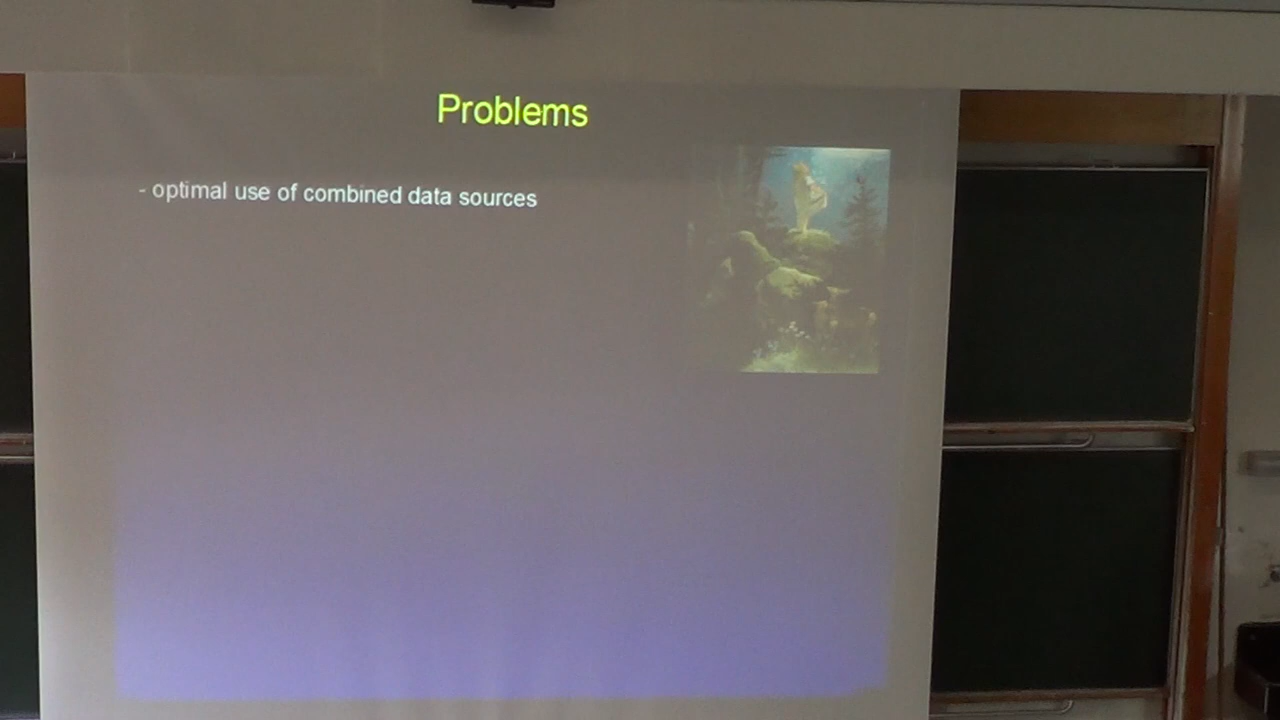 Problems
- optimal use of combined data sources